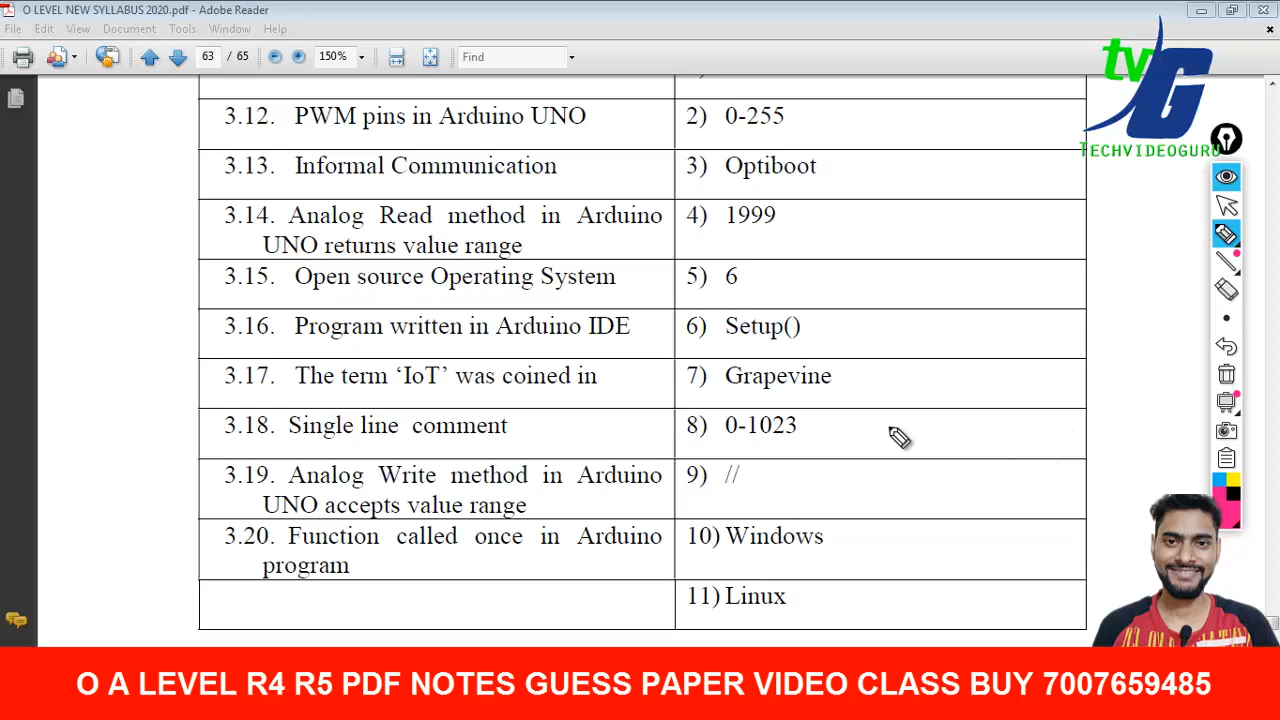 O LEVEL NEW SYLLABUS 2020.pdf - Adobe Reader
File Edit View Document Tools Window Help
63 / 65 150% Find
tvG
TECHVIDEOGURU
3.12. PWM pins in Arduino UNO 2) 0-255
3.13. Informal Communication 3) Optiboot
3.14. Analog Read method in Arduino 4) 1999
UNO returns value range
3.15. Open source Operating System 5) 6
3.16. Program written in Arduino IDE 6) Setup()
3.17. The term ‘IoT’ was coined in 7) Grapevine
3.18. Single line comment 8) 0-1023
3.19. Analog Write method in Arduino 9) //
UNO accepts value range
3.20. Function called once in Arduino 10) Windows
program
11) Linux
O A LEVEL R4 R5 PDF NOTES GUESS PAPER VIDEO CLASS BUY 7007659485